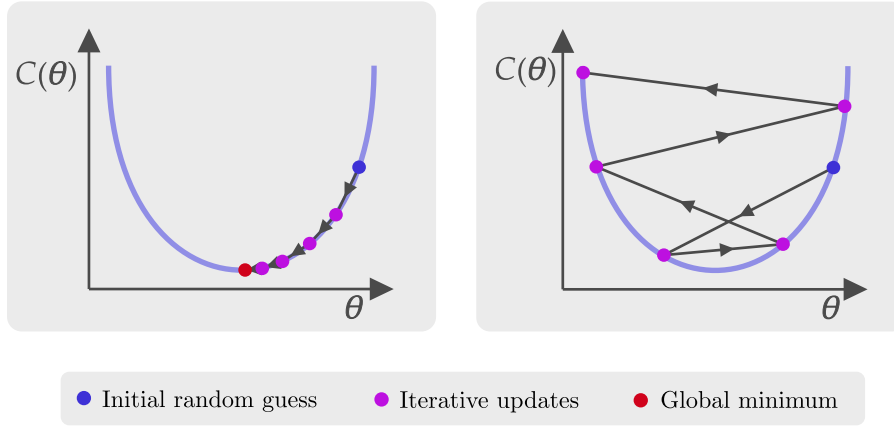 C(θ)
θ
C(θ)
θ
Initial random guess
Iterative updates
Global minimum